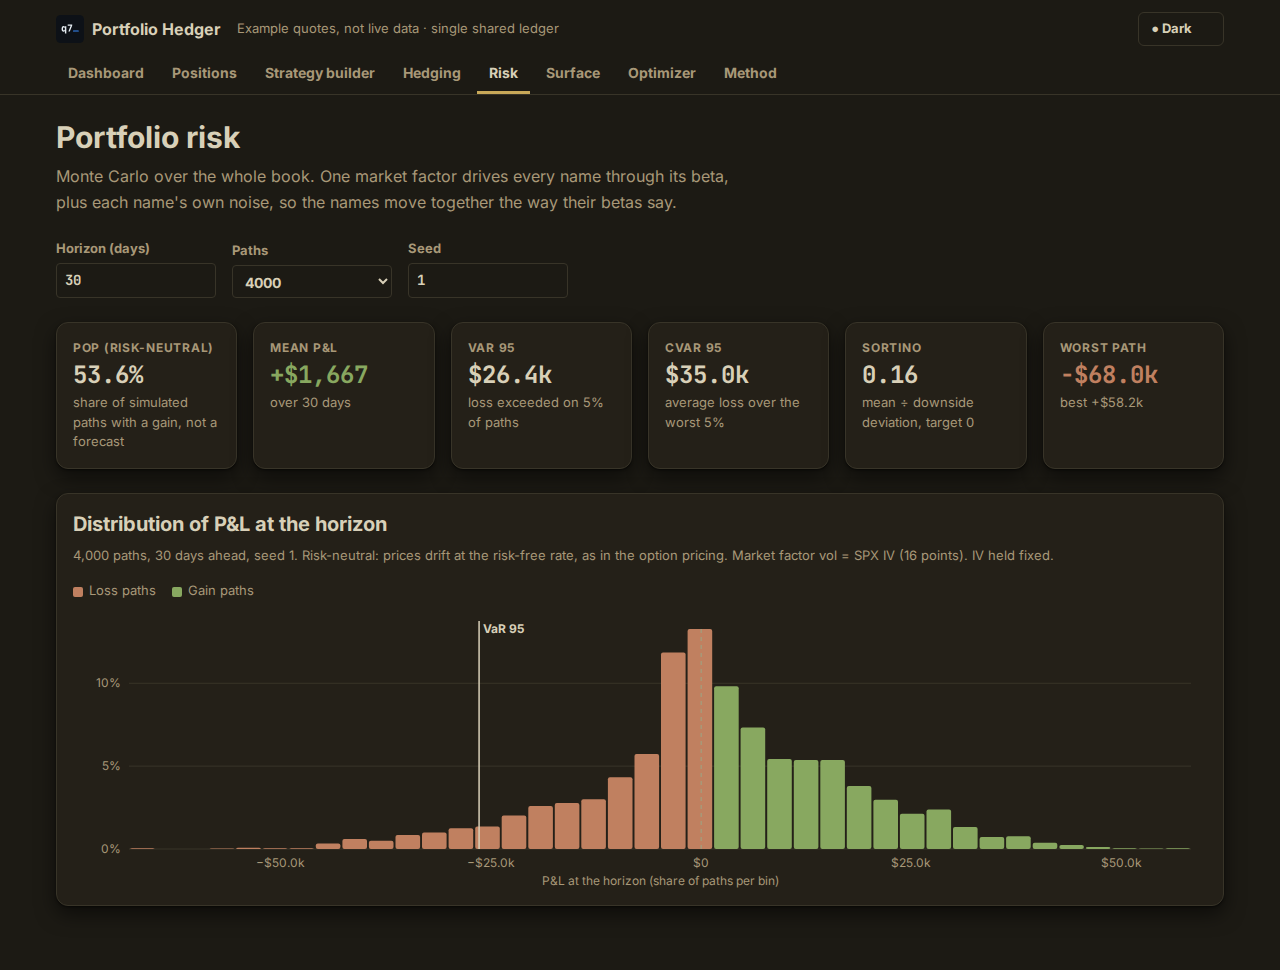 q7_ Portfolio Hedger Example quotes, not live data · single shared ledger ● Dark
Dashboard Positions Strategy builder Hedging Risk Surface Optimizer Method
Portfolio risk
Monte Carlo over the whole book. One market factor drives every name through its beta,
plus each name's own noise, so the names move together the way their betas say.
Horizon (days) Paths Seed
30 4000 1
POP (RISK-NEUTRAL)
53.6%
share of simulated
paths with a gain, not a
forecast
MEAN P&L
+$1,667
over 30 days
VAR 95
$26.4k
loss exceeded on 5%
of paths
CVAR 95
$35.0k
average loss over the
worst 5%
SORTINO
0.16
mean ÷ downside
deviation, target 0
WORST PATH
-$68.0k
best +$58.2k
Distribution of P&L at the horizon
4,000 paths, 30 days ahead, seed 1. Risk-neutral: prices drift at the risk-free rate, as in the option pricing. Market factor vol = SPX IV (16 points). IV held fixed.
Loss paths Gain paths
VaR 95
10%
5%
0%
−$50.0k −$25.0k $0 $25.0k $50.0k
P&L at the horizon (share of paths per bin)